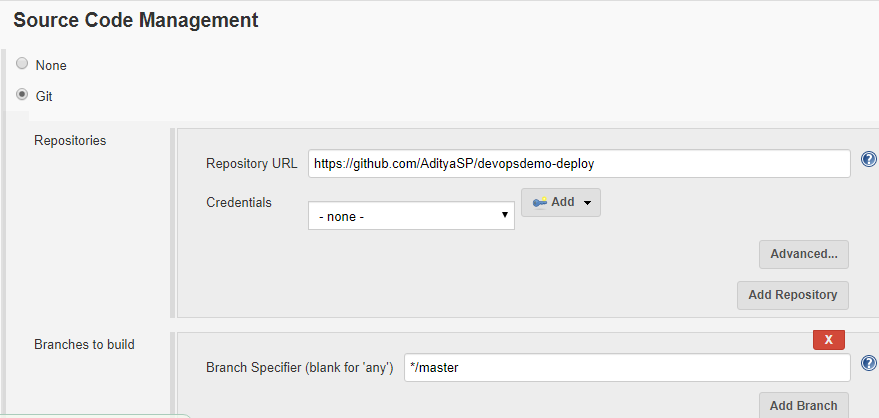 Source Code Management
None
Git
Repositories
Repository URL https://github.com/AdityaSP/devopsdemo-deploy ?
Credentials - none - Add
Advanced...
Add Repository
Branches to build X
Branch Specifier (blank for 'any') */master ?
Add Branch